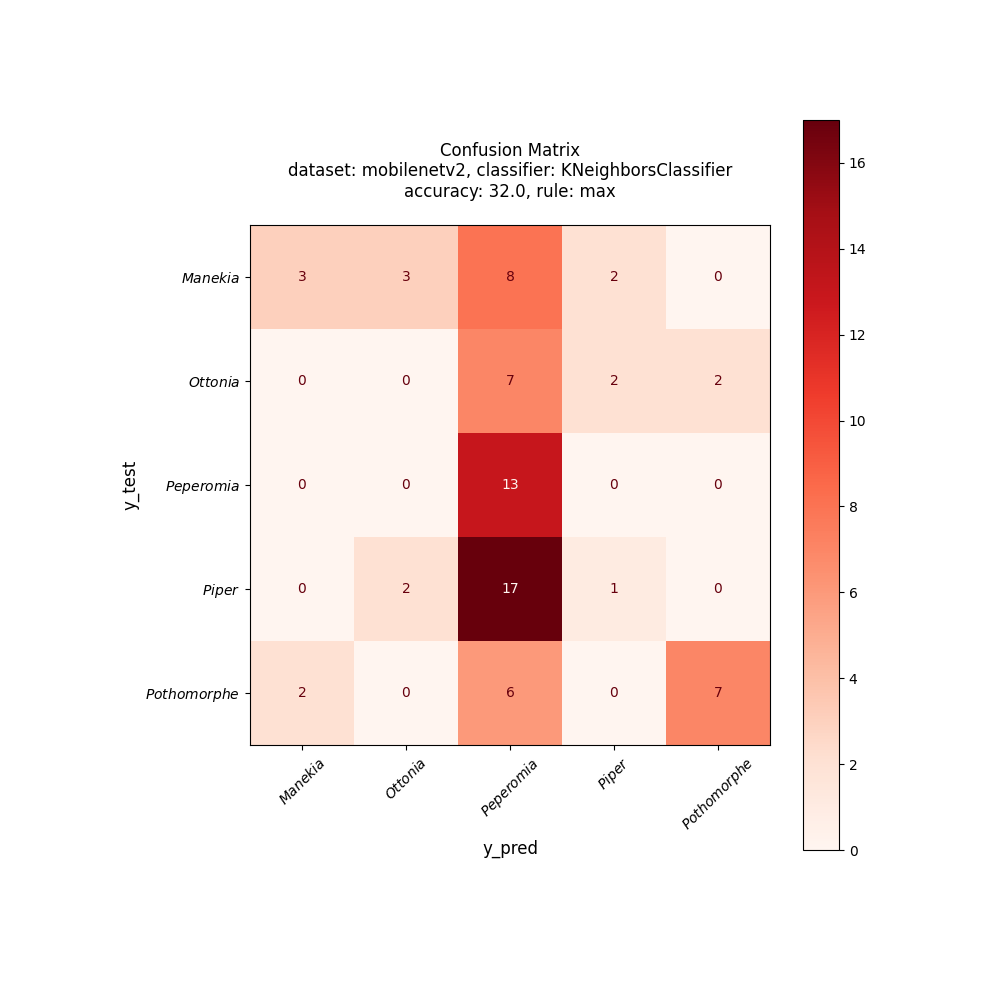 Confusion Matrix
dataset: mobilenetv2, classifier: KNeighborsClassifier
accuracy: 32.0, rule: max
Manekia 3 3 8 2 0
Ottonia 0 0 7 2 2
Peperomia 0 0 13 0 0
Piper 0 2 17 1 0
Pothomorphe 2 0 6 0 7
y_test
Manekia Ottonia Peperomia Piper Pothomorphe
y_pred
16
14
12
10
8
6
4
2
0